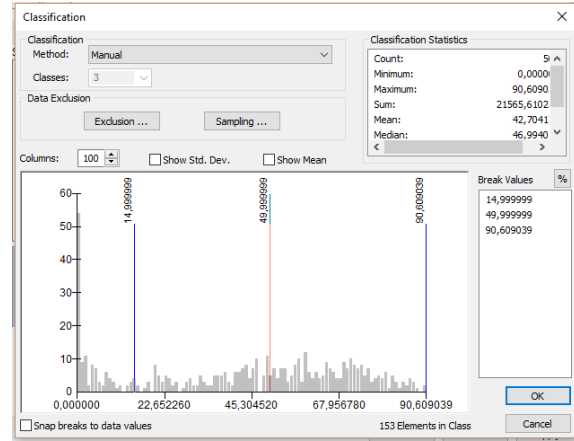 Classification
Classification
Method: Manual
Classes: 3
Data Exclusion
Exclusion ...
Sampling ...
Classification Statistics
Count: 5
Minimum: 0,0000
Maximum: 90,6090
Sum: 21565,6102
Mean: 42,7041
Median: 46,9940
Columns: 100
Show Std. Dev.
Show Mean
Break Values
%
14,999999
49,999999
90,609039
14,999999
49,999999
90,609039
60
50
40
30
20
10
0
0,000000 22,652260 45,304520 67,956780 90,609039
OK
Snap breaks to data values
153 Elements in Class
Cancel